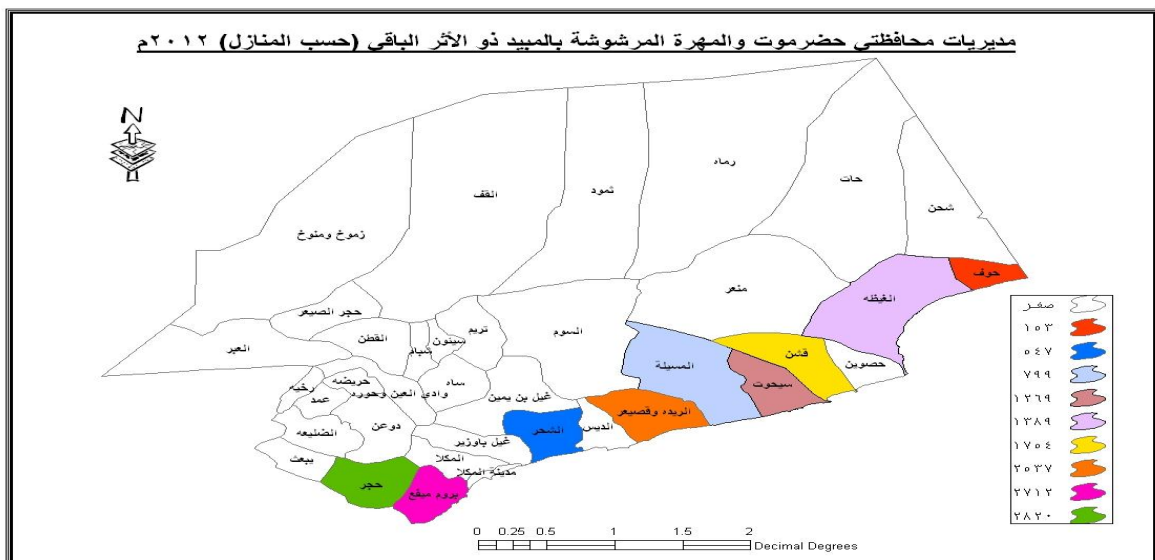 مديريات محافظتي حضرموت والمهرة المرشوشة بالمبيد ذو الأثر الباقي (حسب المنازل) ٢٠١٢م
N
رماه
حات
ثمود
القف
شحن
زموخ ومنوخ
حوف
منعر
الغيظه
حجر الصيعر
السوم
تريم
سيئون
شبام
القطن
العبر
قشن
حصوين
المسيلة
سيحوت
ساه
حريضه
رخيه
عمد
وادي العين وحوره
غيل بن يمين
الريده وقصيعر
الديس
الشحر
دوعن
الضليعه
غيل باوزير
يبعث
المكلا
مدينة المكلا
حجر
بروم ميفع
صفر
١٥٣
٥٤٧
٧٩٩
١٢٦٩
١٣٨٩
١٧٥٤
٢٥٣٧
٢٧١٢
٢٨٢٠
0 0.25 0.5 1 1.5 2
Decimal Degrees